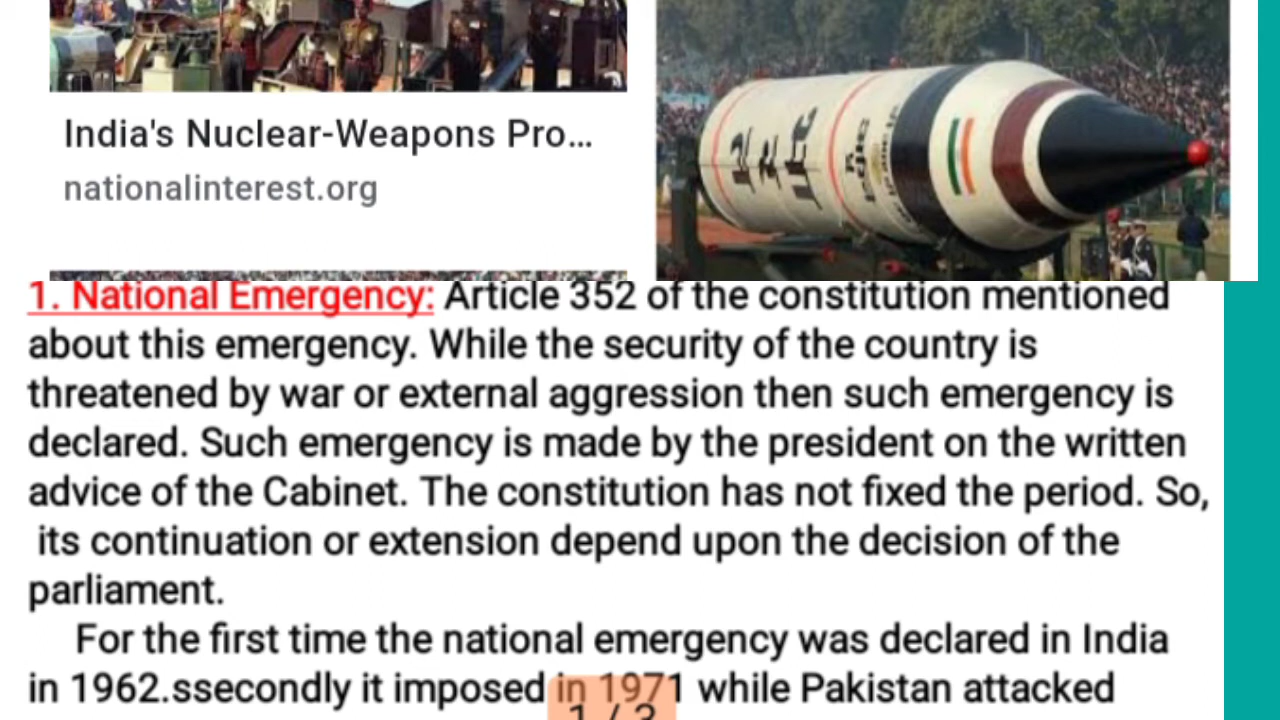 India's Nuclear-Weapons Pro...
nationalinterest.org
1. National Emergency: Article 352 of the constitution mentioned
about this emergency. While the security of the country is
threatened by war or external aggression then such emergency is
declared. Such emergency is made by the president on the written
advice of the Cabinet. The constitution has not fixed the period. So,
its continuation or extension depend upon the decision of the
parliament.
For the first time the national emergency was declared in India
in 1962.ssecondly it imposed in 1971 while Pakistan attacked
1 / 3